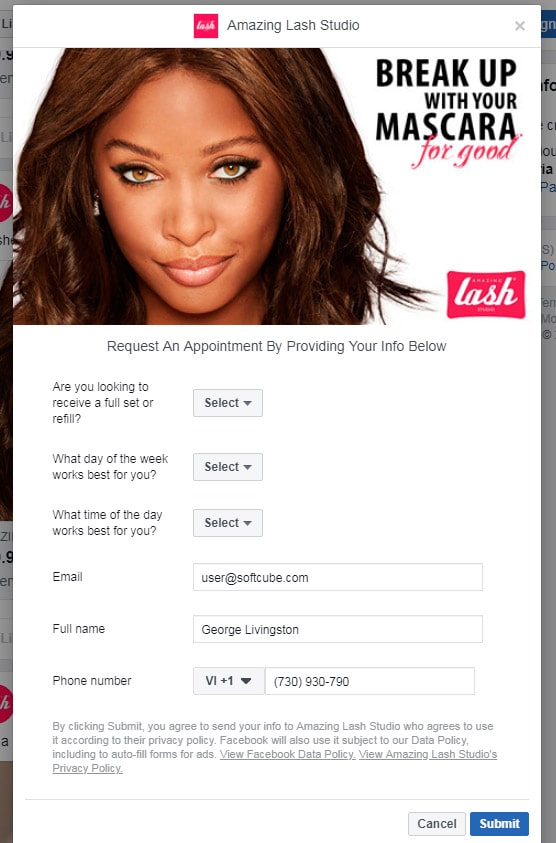 lash Amazing Lash Studio ×
BREAK UP
WITH YOUR
MASCARA
for good
AMAZING
lash
STUDIO
Request An Appointment By Providing Your Info Below
Are you looking to
receive a full set or
refill?
Select
What day of the week
works best for you?
Select
What time of the day
works best for you?
Select
Email
user@softcube.com
Full name
George Livingston
Phone number
VI +1
(730) 930-790
By clicking Submit, you agree to send your info to Amazing Lash Studio who agrees to use
it according to their privacy policy. Facebook will also use it subject to our Data Policy,
including to auto-fill forms for ads. View Facebook Data Policy. View Amazing Lash Studio's
Privacy Policy.
Cancel
Submit